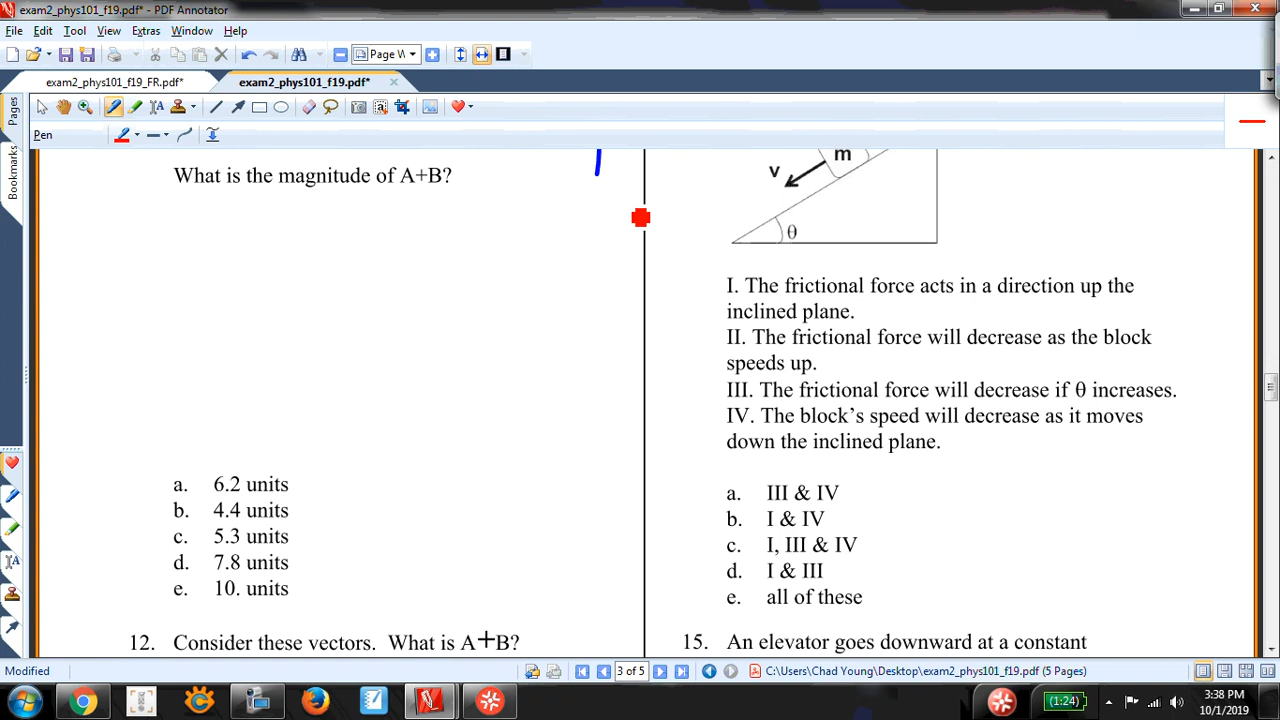 exam2_phys101_f19.pdf* - PDF Annotator
File Edit Tool View Extras Window Help
Page W
exam2_phys101_f19_FR.pdf* exam2_phys101_f19.pdf*
Pen
Pages
Bookmarks
What is the magnitude of A+B?
a. 6.2 units
b. 4.4 units
c. 5.3 units
d. 7.8 units
e. 10. units
12. Consider these vectors. What is A+B?
m
v
θ
I. The frictional force acts in a direction up the
inclined plane.
II. The frictional force will decrease as the block
speeds up.
III. The frictional force will decrease if θ increases.
IV. The block's speed will decrease as it moves
down the inclined plane.
a. III & IV
b. I & IV
c. I, III & IV
d. I & III
e. all of these
15. An elevator goes downward at a constant
Modified
3 of 5
C:\Users\Chad Young\Desktop\exam2_phys101_f19.pdf (5 Pages)
(1:24)
3:38 PM
10/1/2019